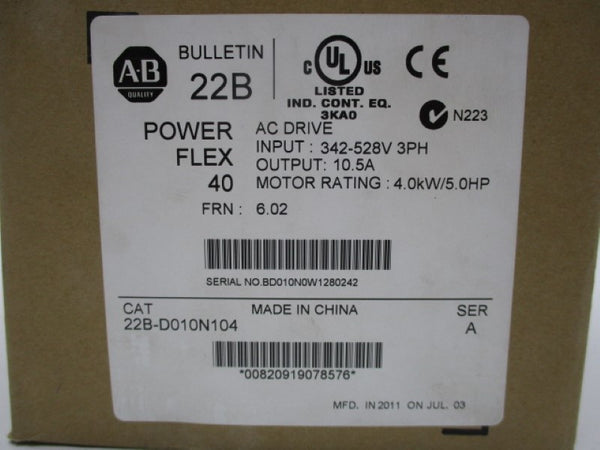 A-B
QUALITY
BULLETIN
22B
C UL US
LISTED
IND. CONT. EQ.
3KA0
CE
N223
POWER
FLEX
40
AC DRIVE
INPUT : 342-528V 3PH
OUTPUT: 10.5A
MOTOR RATING : 4.0kW/5.0HP
FRN : 6.02
SERIAL NO.BD010N0W1280242
CAT
22B-D010N104
MADE IN CHINA
SER
A
*00820919078576*
MFD. IN 2011 ON JUL. 03